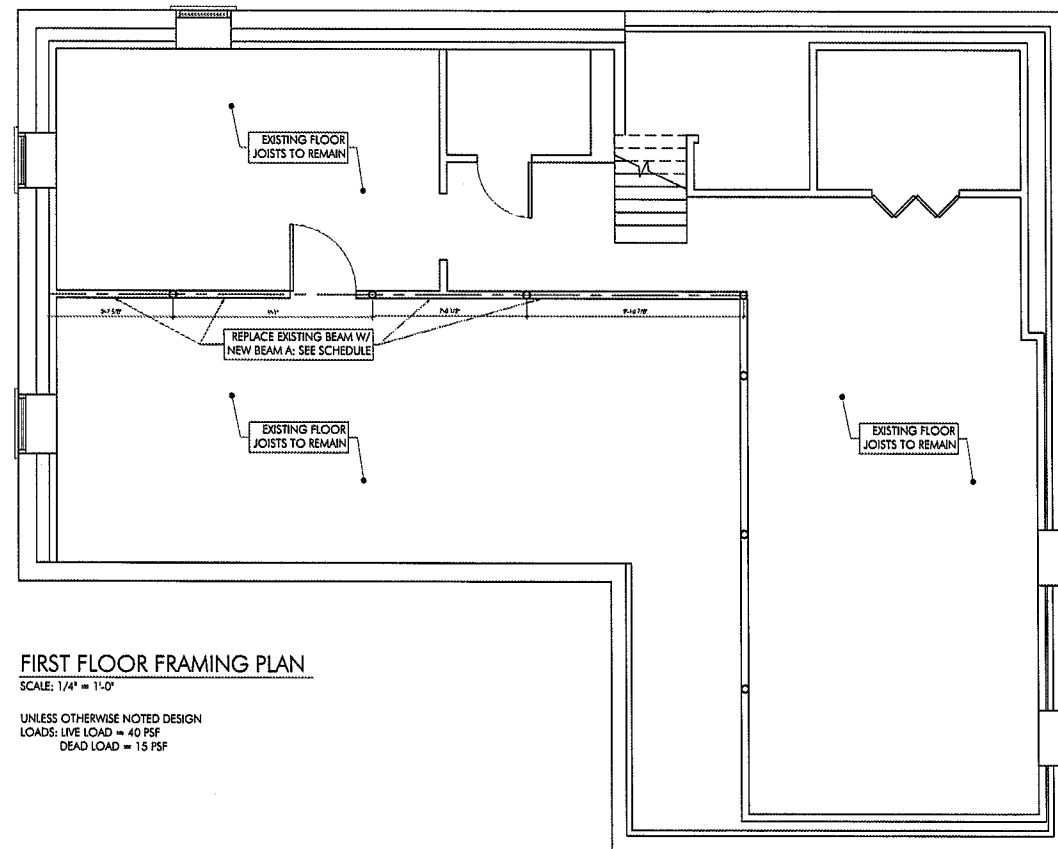 EXISTING FLOOR
JOISTS TO REMAIN
REPLACE EXISTING BEAM W/
NEW BEAM A: SEE SCHEDULE
EXISTING FLOOR
JOISTS TO REMAIN
EXISTING FLOOR
JOISTS TO REMAIN
FIRST FLOOR FRAMING PLAN
SCALE: 1/4" = 1'-0"
UNLESS OTHERWISE NOTED DESIGN
LOADS: LIVE LOAD = 40 PSF
DEAD LOAD = 15 PSF